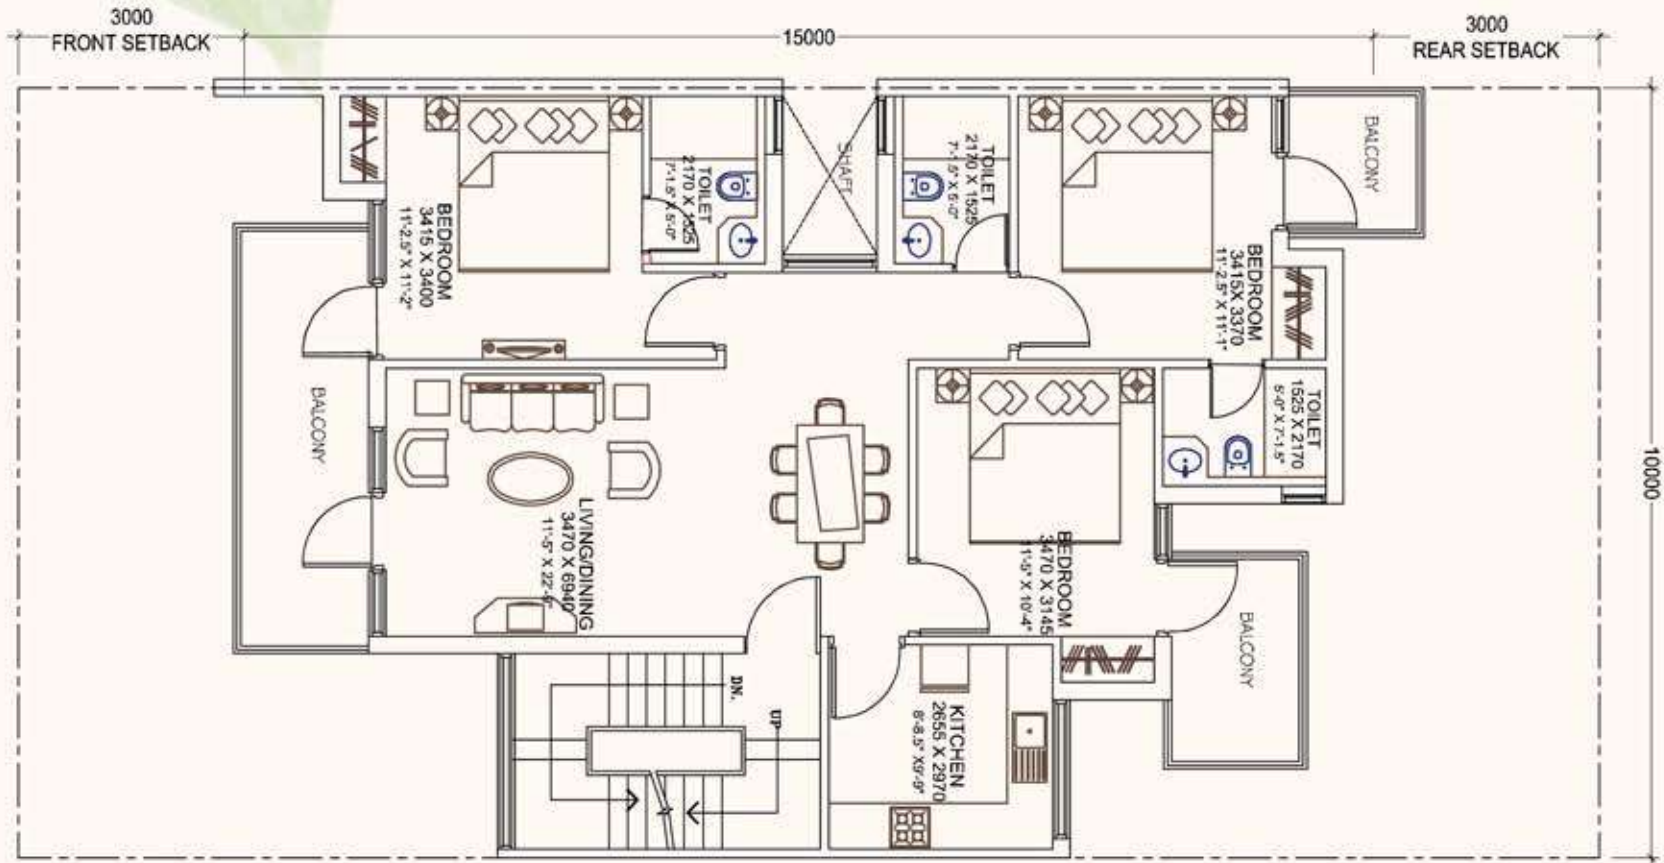 3000
FRONT SETBACK
15000
3000
REAR SETBACK
BALCONY
SHAFT
TOILET
2170 X 1525
7'-1.5" X 5'-0"
TOILET
2170 X 1525
7'-1.5" X 5'-0"
BEDROOM
3415 X 3400
11'-2.5" X 11'-2"
BEDROOM
3415X 3370
11'-2.5" X 11'-1"
BALCONY
TOILET
1525 X 2170
5'-0" X 7'-1.5"
10000
LIVING/DINING
3470 X 6940
11'-5" X 22'-9"
BEDROOM
3470 X 3145
11'-5" X 10'-4"
BALCONY
DN.
UP
KITCHEN
2655 X 2970
8'-8.5" X9'-9"